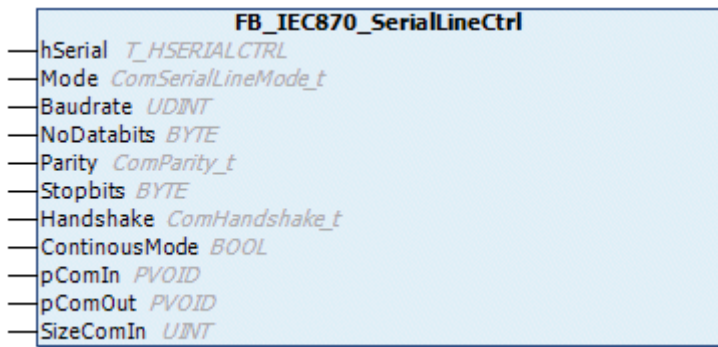 FB_IEC870_SerialLineCtrl
hSerial T_HSERIALCTRL
Mode ComSerialLineMode_t
Baudrate UDINT
NoDatabits BYTE
Parity ComParity_t
Stopbits BYTE
Handshake ComHandshake_t
ContinousMode BOOL
pComIn PVOID
pComOut PVOID
SizeComIn UINT